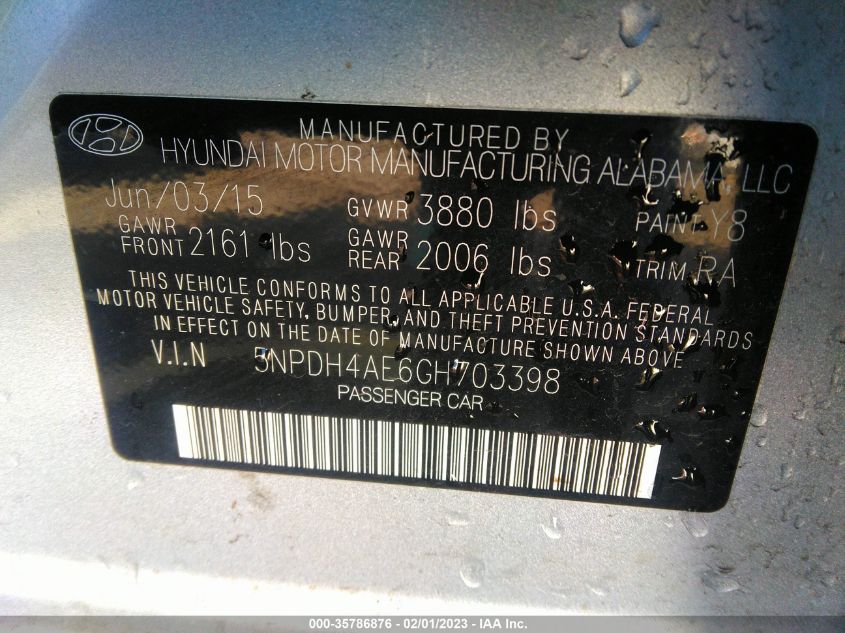 MANUFACTURED BY
HYUNDAI MOTOR MANUFACTURING ALABAMA, LLC
Jun/03/15 GVWR 3880 lbs PAINT Y8
GAWR FRONT 2161 lbs GAWR REAR 2006 lbs TRIM RA
THIS VEHICLE CONFORMS TO ALL APPLICABLE U.S.A. FEDERAL
MOTOR VEHICLE SAFETY, BUMPER, AND THEFT PREVENTION STANDARDS
IN EFFECT ON THE DATE OF MANUFACTURE SHOWN ABOVE
V.I.N 5NPDH4AE6GH703398
PASSENGER CAR
000-35786876 - 02/01/2023 - IAA Inc.